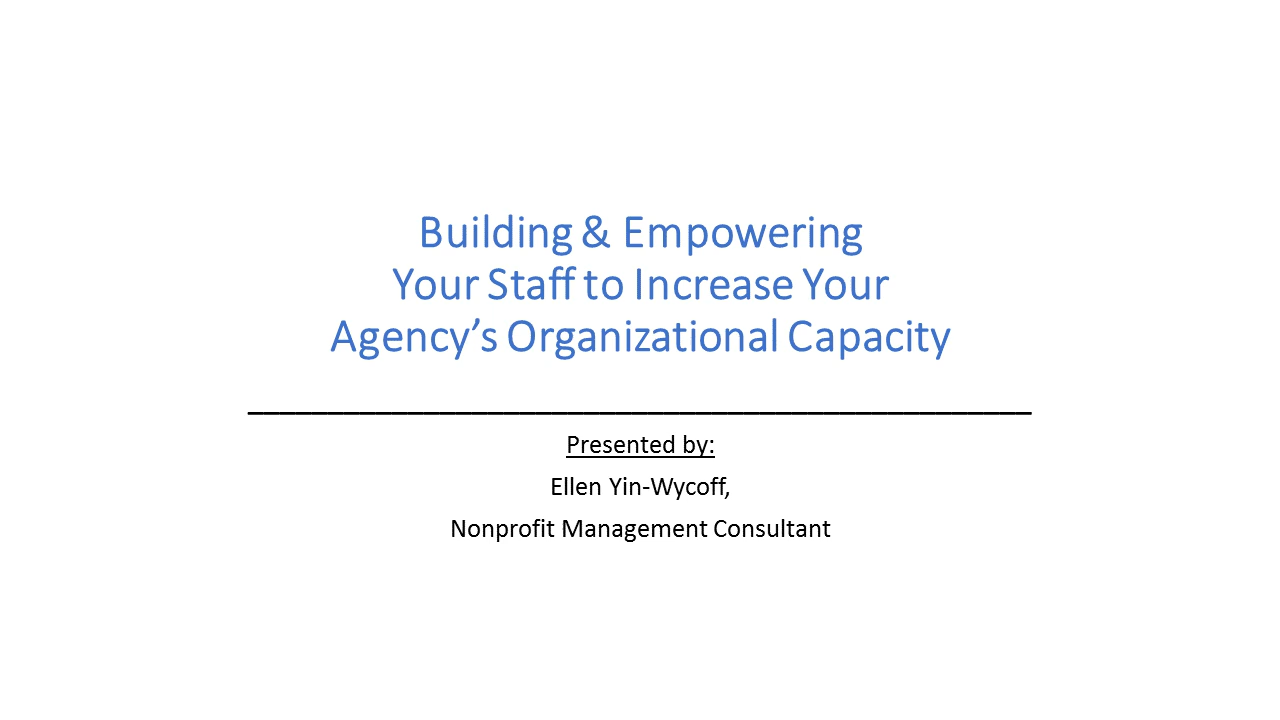 Building & Empowering
Your Staff to Increase Your
Agency’s Organizational Capacity
Presented by:
Ellen Yin-Wycoff,
Nonprofit Management Consultant